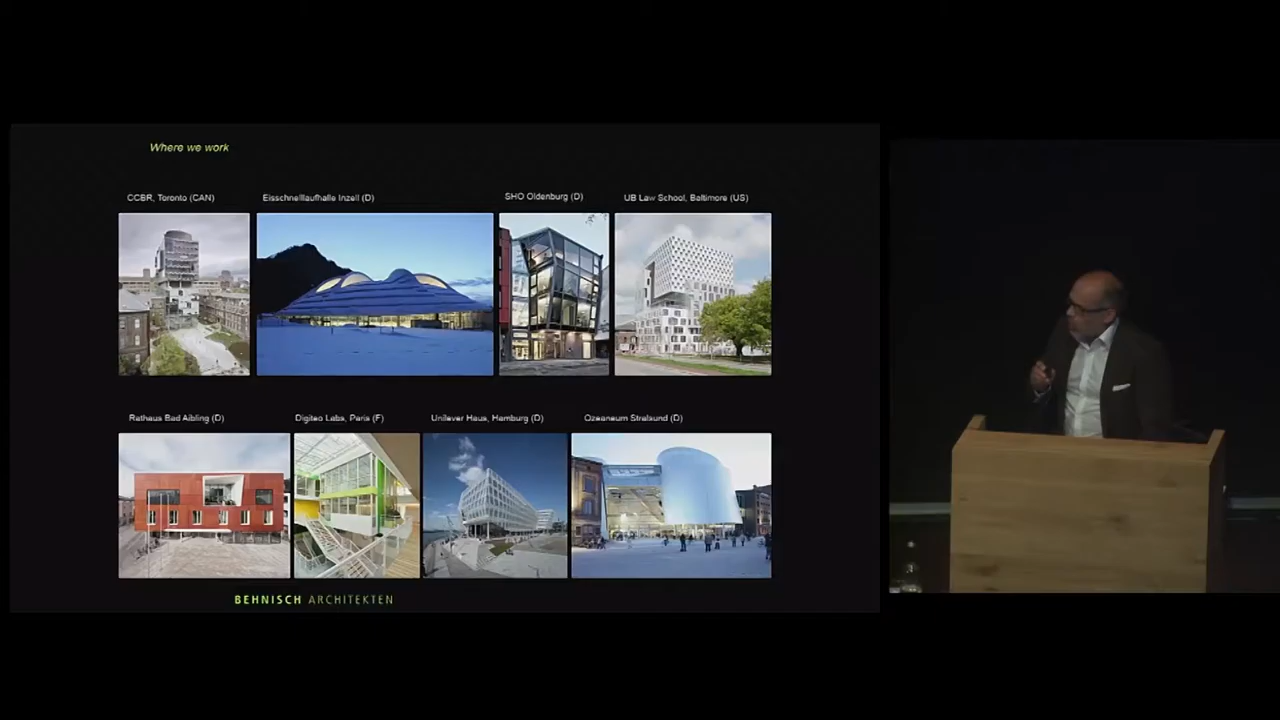 Where we work
CCBR, Toronto (CAN)
Eisschnelllaufhalle Inzell (D)
SHO Oldenburg (D)
UB Law School, Baltimore (US)
Rathaus Bad Aibling (D)
Digiteo Labs, Paris (F)
Unilever Haus, Hamburg (D)
Ozeaneum Stralsund (D)
BEHNISCH ARCHITEKTEN